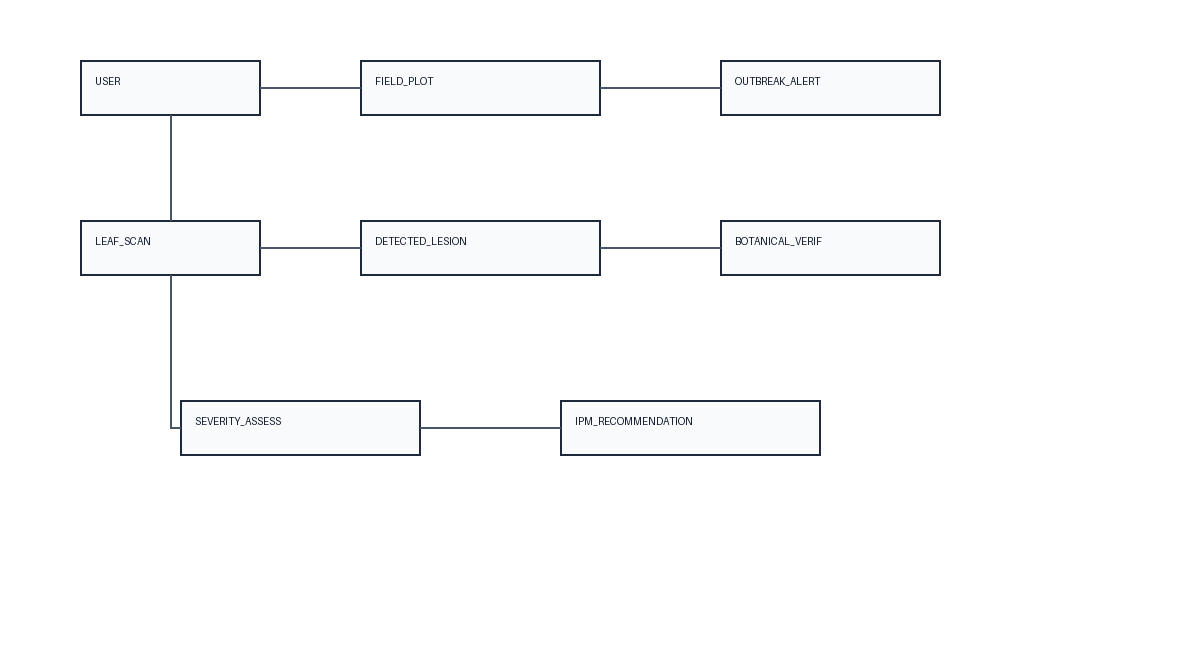 USER
FIELD_PLOT
OUTBREAK_ALERT
LEAF_SCAN
DETECTED_LESION
BOTANICAL_VERIF
SEVERITY_ASSESS
IPM_RECOMMENDATION